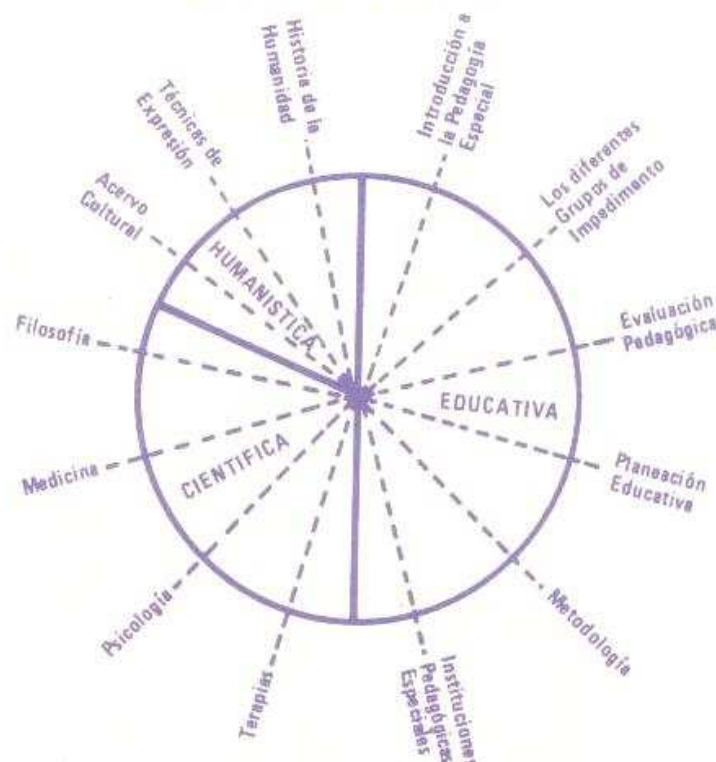 Historia de la
Humanidad
Introducción a
la Pedagogía
Especial
Los diferentes
Grupos de
Impedimento
Evaluación
Pedagógica
EDUCATIVA
Planeación
Educativa
Metodología
Instituciones
Pedagógicas
Especiales
Terapias
Psicología
Medicina
CIENTIFICA
Filosofía
Acervo
Cultural
Técnicas de
Expresión
HUMANISTICA